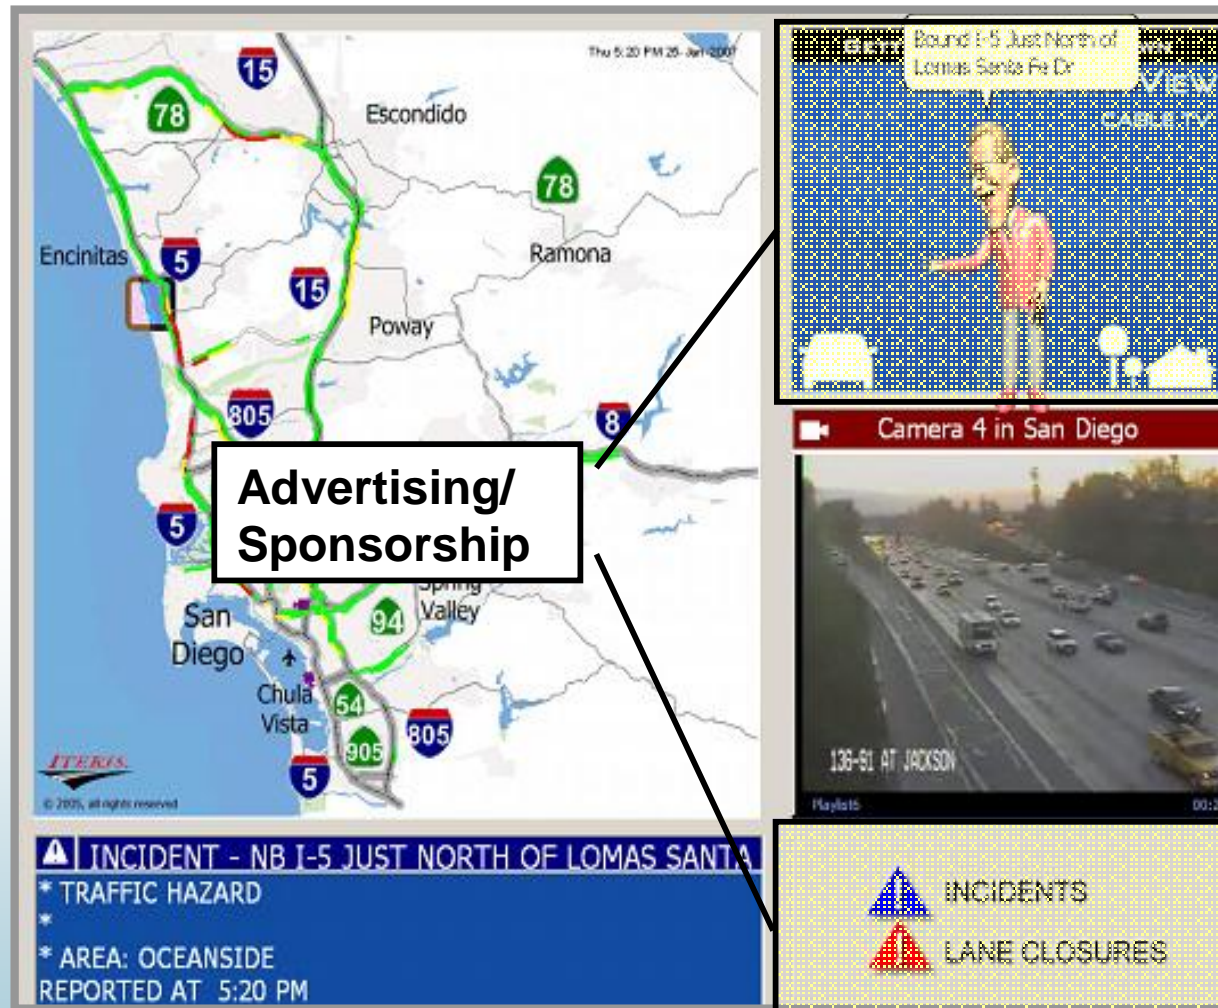 Thu 5:20 PM 25-Jan-2007
15
78
Escondido
78
Encinitas
5
Ramona
15
Poway
805
8
Advertising/
Sponsorship
5
Spring
Valley
94
San
Diego
Chula
Vista
54
805
905
5
ITERIS.
© 2005, all rights reserved
INCIDENT - NB I-5 JUST NORTH OF LOMAS SANTA
* TRAFFIC HAZARD
*
* AREA: OCEANSIDE
REPORTED AT 5:20 PM
Bound I-5 Just North of
Lomas Santa Fe Dr
VIEW
CABLE TV
Camera 4 in San Diego
136-91 AT JACKSON
Playlist6
INCIDENTS
LANE CLOSURES